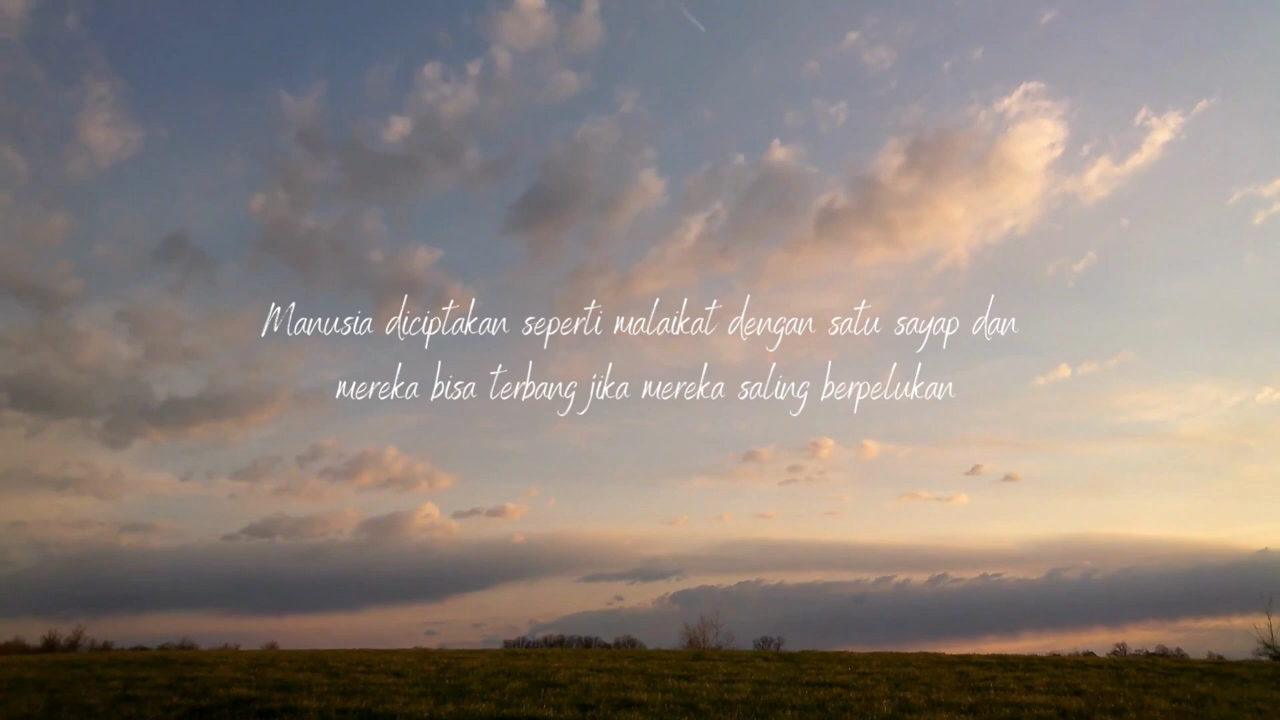 Manusia diciptakan seperti malaikat dengan satu sayap dan
mereka bisa terbang jika mereka saling berpelukan